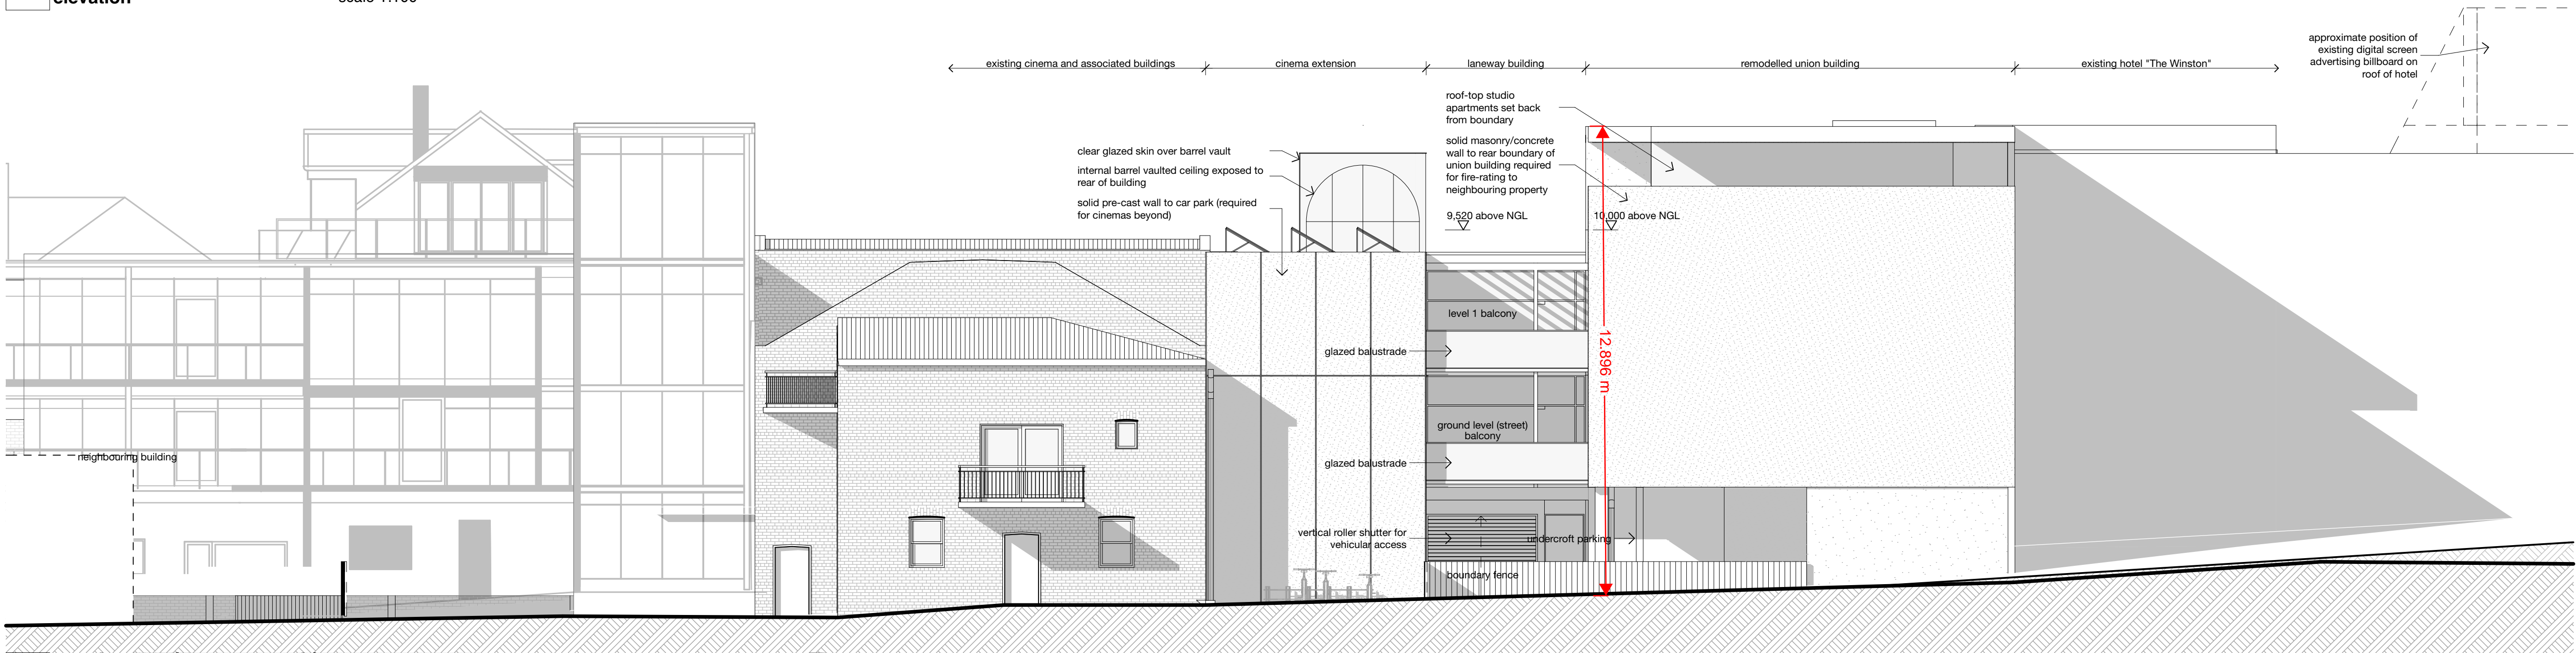 elevation
scale 1:100
existing cinema and associated buildings
cinema extension
laneway building
remodelled union building
existing hotel "The Winston"
approximate position of
existing digital screen
advertising billboard on
roof of hotel
roof-top studio
apartments set back
from boundary
clear glazed skin over barrel vault
internal barrel vaulted ceiling exposed to
rear of building
solid pre-cast wall to car park (required
for cinemas beyond)
solid masonry/concrete
wall to rear boundary of
union building required
for fire-rating to
neighbouring property
9,520 above NGL
10,000 above NGL
level 1 balcony
glazed balustrade
12.896 m
ground level (street)
balcony
neighbouring building
glazed balustrade
vertical roller shutter for
vehicular access
undercroft parking
boundary fence